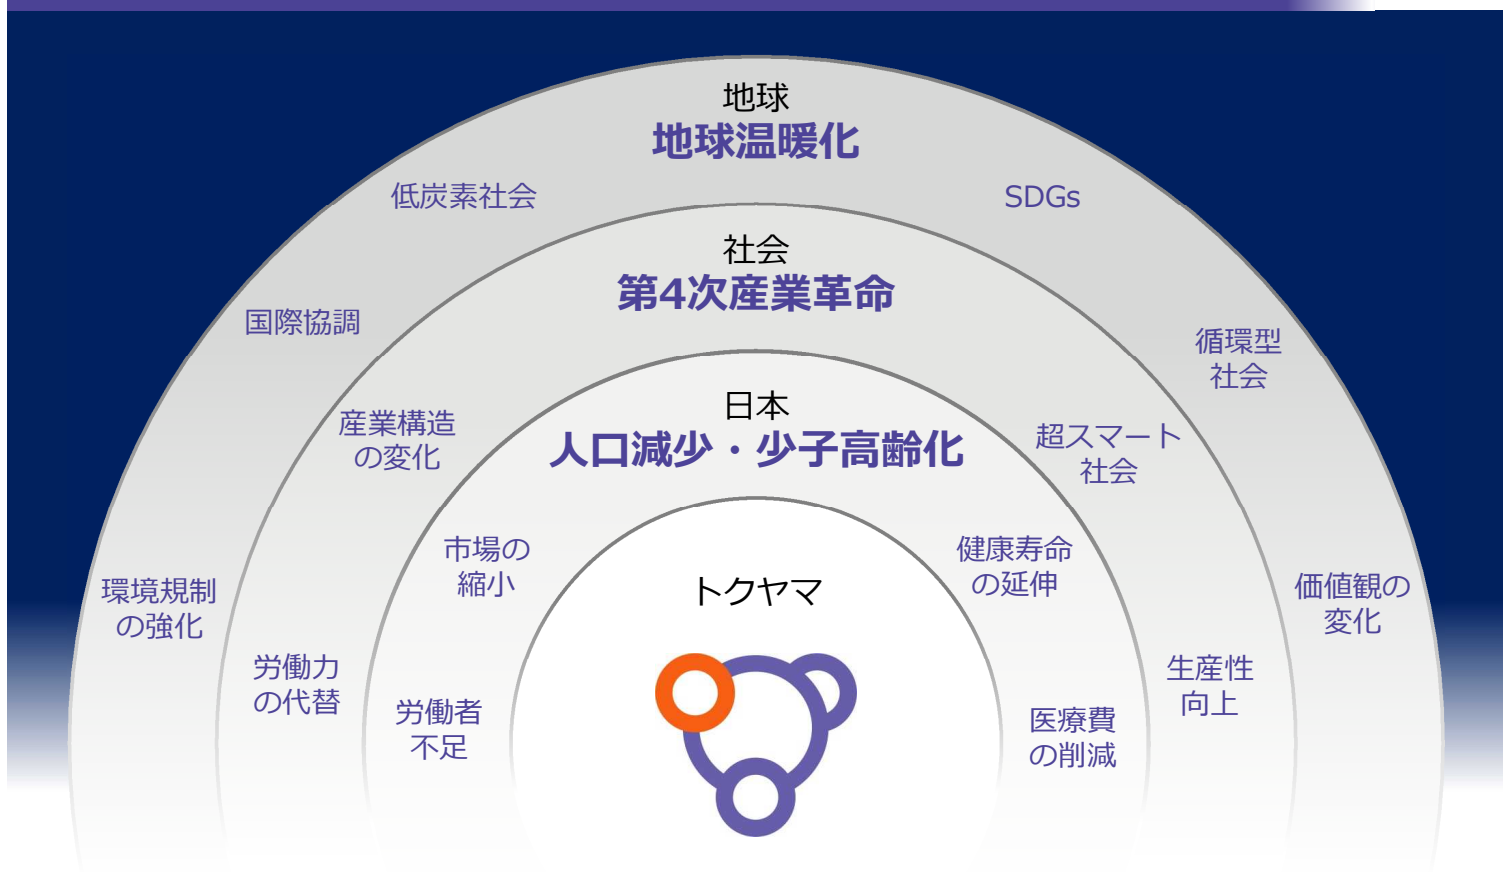 地球
地球温暖化
低炭素社会
SDGs
国際協調
循環型
社会
環境規制
の強化
価値観の
変化
社会
第4次産業革命
産業構造
の変化
超スマート
社会
労働力
の代替
生産性
向上
日本
人口減少・少子高齢化
市場の
縮小
健康寿命
の延伸
労働者
不足
医療費
の削減
トクヤマ